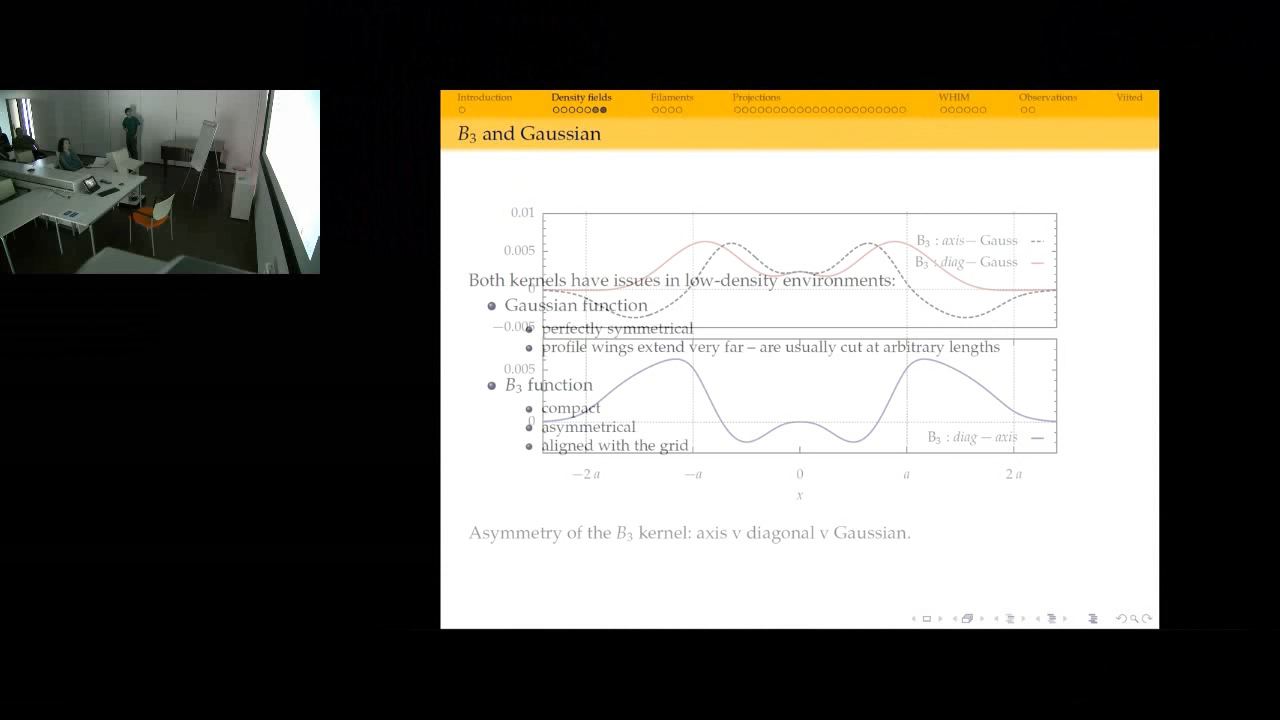 Introduction Density fields Filaments Projections WHIM Observations Viited
B3 and Gaussian
0.01
0.005
0
−0.005
B3 : axis− Gauss
B3 : diag− Gauss
Both kernels have issues in low-density environments:
Gaussian function
perfectly symmetrical
profile wings extend very far – are usually cut at arbitrary lengths
0.005
B3 function
compact
0
asymmetrical
B3 : diag − axis
aligned with the grid
−2 a −a 0 a 2 a
x
Asymmetry of the B3 kernel: axis v diagonal v Gaussian.